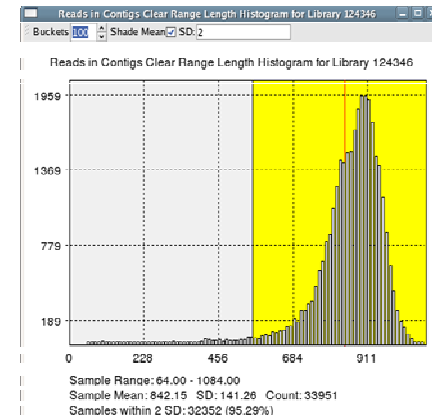 Reads in Contigs Clear Range Length Histogram for Library 124346
Buckets 100 Shade Mean SD: 2
Reads in Contigs Clear Range Length Histogram for Library 124346
1959
1369
779
189
0 228 456 684 911
Sample Range: 64.00 - 1084.00
Sample Mean: 842.15 SD: 141.26 Count: 33951
Samples within 2 SD: 32352 (95.29%)